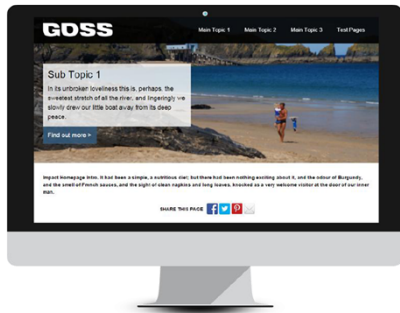 GOSS
Main Topic 1 Main Topic 2 Main Topic 3 Test Pages
Sub Topic 1
In its unbroken loveliness this is, perhaps, the
sweetest stretch of all the river, and lingeringly we
slowly drew our little boat away from its deep
peace.
Find out more >
Impact Homepage intro. It had been a simple, a nutritious diet; but there had been nothing exciting about it, and the odour of Burgundy,
and the smell of French sauces, and the sight of clean napkins and long loaves, knocked as a very welcome visitor at the door of our inner
man.
SHARE THIS PAGE